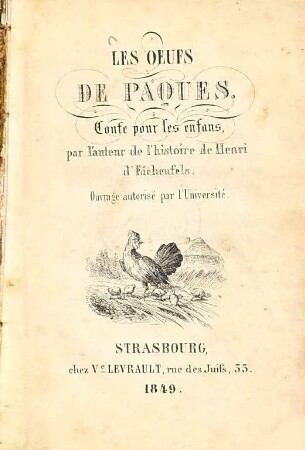 LES OEUFS
DE PAQUES.
Conte pour les enfans,
par l'auteur de l'histoire de Henri
d'Eichenfels.
Ouvrage autorisé par l'Université.
STRASBOURG,
chez Ve. LEVRAULT, rue des Juifs, 33.
1849.